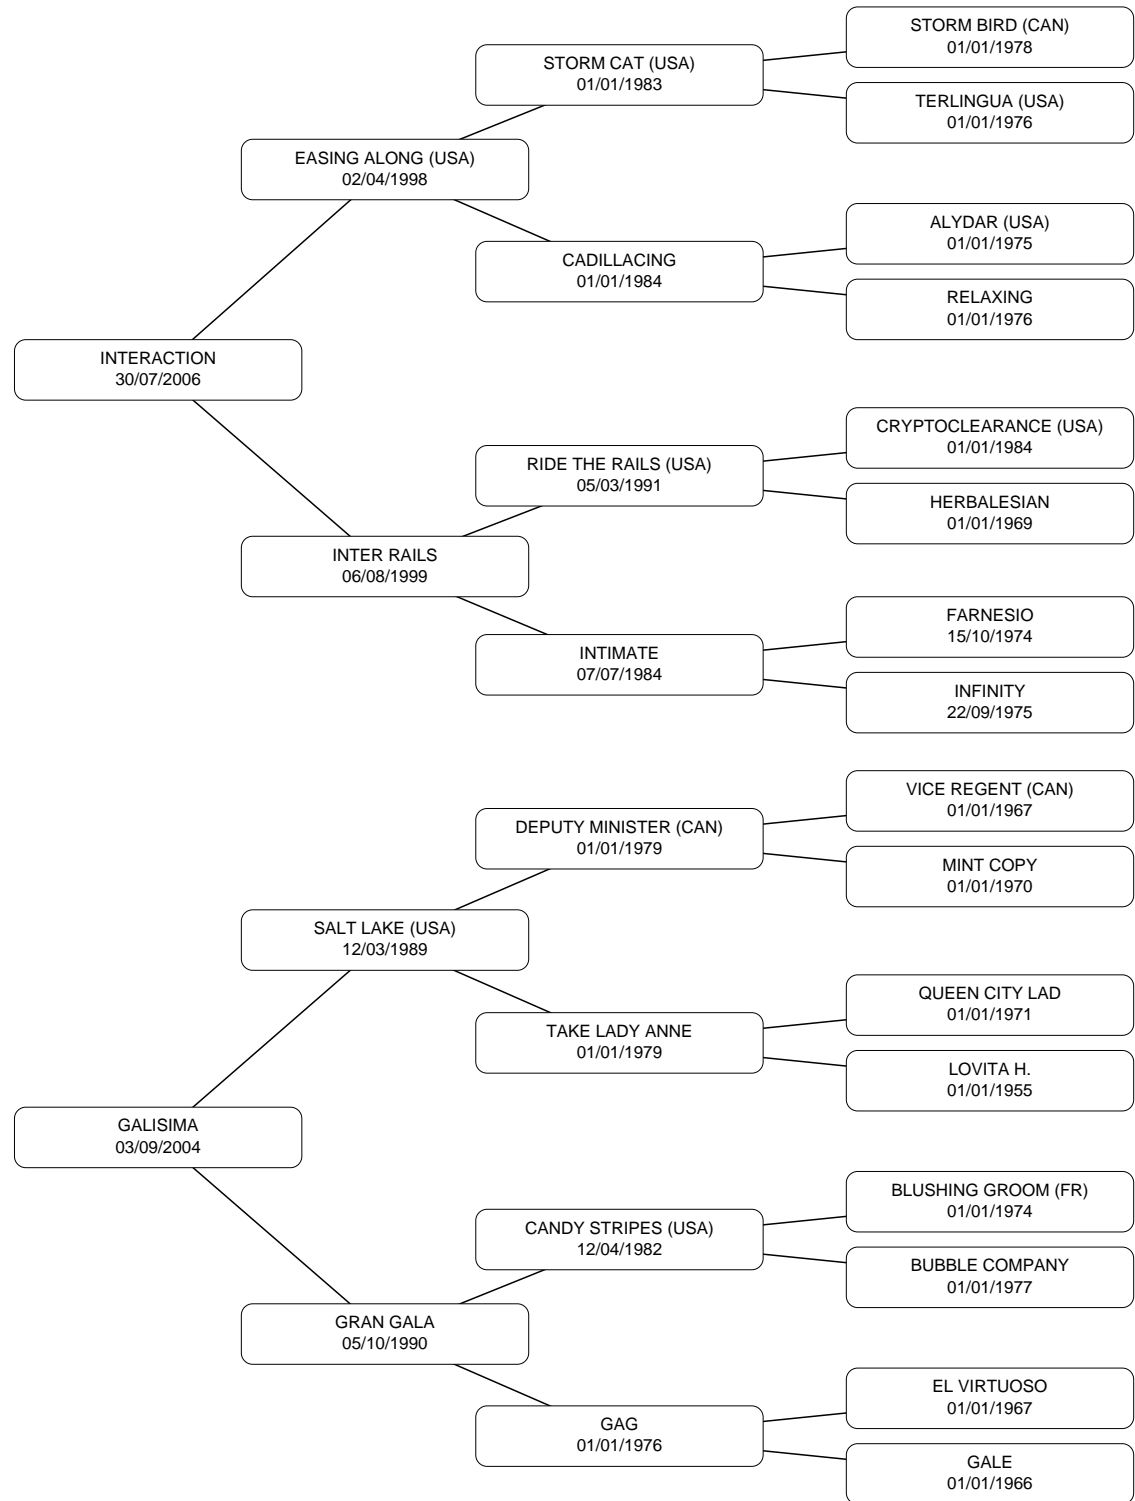 STORM BIRD (CAN)
01/01/1978
STORM CAT (USA)
01/01/1983
TERLINGUA (USA)
01/01/1976
EASING ALONG (USA)
02/04/1998
ALYDAR (USA)
01/01/1975
CADILLACING
01/01/1984
RELAXING
01/01/1976
INTERACTION
30/07/2006
CRYPTOCLEARANCE (USA)
01/01/1984
RIDE THE RAILS (USA)
05/03/1991
HERBALESIAN
01/01/1969
INTER RAILS
06/08/1999
FARNESIO
15/10/1974
INTIMATE
07/07/1984
INFINITY
22/09/1975
VICE REGENT (CAN)
01/01/1967
DEPUTY MINISTER (CAN)
01/01/1979
MINT COPY
01/01/1970
SALT LAKE (USA)
12/03/1989
QUEEN CITY LAD
01/01/1971
TAKE LADY ANNE
01/01/1979
LOVITA H.
01/01/1955
GALISIMA
03/09/2004
BLUSHING GROOM (FR)
01/01/1974
CANDY STRIPES (USA)
12/04/1982
BUBBLE COMPANY
01/01/1977
GRAN GALA
05/10/1990
EL VIRTUOSO
01/01/1967
GAG
01/01/1976
GALE
01/01/1966